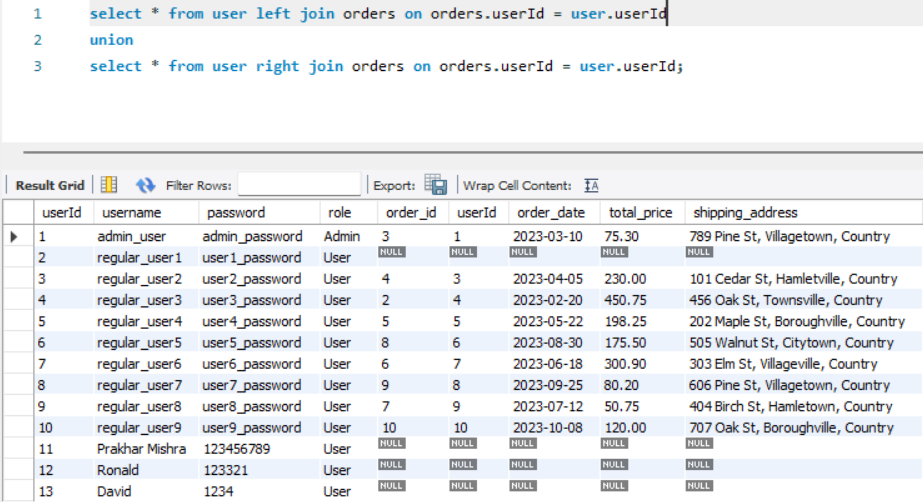 1 select * from user left join orders on orders.userId = user.userId
2 union
3 select * from user right join orders on orders.userId = user.userId;
Result Grid Filter Rows: Export: Wrap Cell Content: IA
userId username password role order_id userId order_date total_price shipping_address
1 admin_user admin_password Admin 3 1 2023-03-10 75.30 789 Pine St, Villagetown, Country
2 regular_user1 user1_password User NULL NULL NULL NULL NULL
3 regular_user2 user2_password User 4 3 2023-04-05 230.00 101 Cedar St, Hamletville, Country
4 regular_user3 user3_password User 2 4 2023-02-20 450.75 456 Oak St, Townsville, Country
5 regular_user4 user4_password User 5 5 2023-05-22 198.25 202 Maple St, Boroughville, Country
6 regular_user5 user5_password User 8 6 2023-08-30 175.50 505 Walnut St, Citytown, Country
7 regular_user6 user6_password User 6 7 2023-06-18 300.90 303 Elm St, Villageville, Country
8 regular_user7 user7_password User 9 8 2023-09-25 80.20 606 Pine St, Villagetown, Country
9 regular_user8 user8_password User 7 9 2023-07-12 50.75 404 Birch St, Hamletown, Country
10 regular_user9 user9_password User 10 10 2023-10-08 120.00 707 Oak St, Boroughville, Country
11 Prakhar Mishra 123456789 User NULL NULL NULL NULL NULL
12 Ronald 123321 User NULL NULL NULL NULL NULL
13 David 1234 User NULL NULL NULL NULL NULL